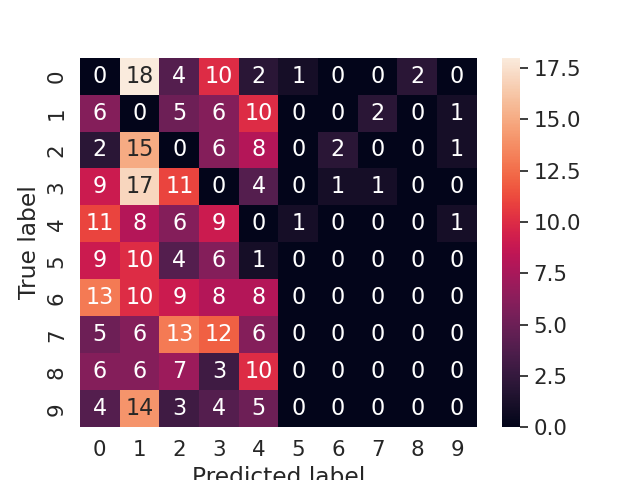 0 0 18 4 10 2 1 0 0 2 0
1 6 0 5 6 10 0 0 2 0 1
2 2 15 0 6 8 0 2 0 0 1
3 9 17 11 0 4 0 1 1 0 0
4 11 8 6 9 0 1 0 0 0 1
5 9 10 4 6 1 0 0 0 0 0
6 13 10 9 8 8 0 0 0 0 0
7 5 6 13 12 6 0 0 0 0 0
8 6 6 7 3 10 0 0 0 0 0
9 4 14 3 4 5 0 0 0 0 0
0 1 2 3 4 5 6 7 8 9
True label
Predicted label
17.5
15.0
12.5
10.0
7.5
5.0
2.5
0.0